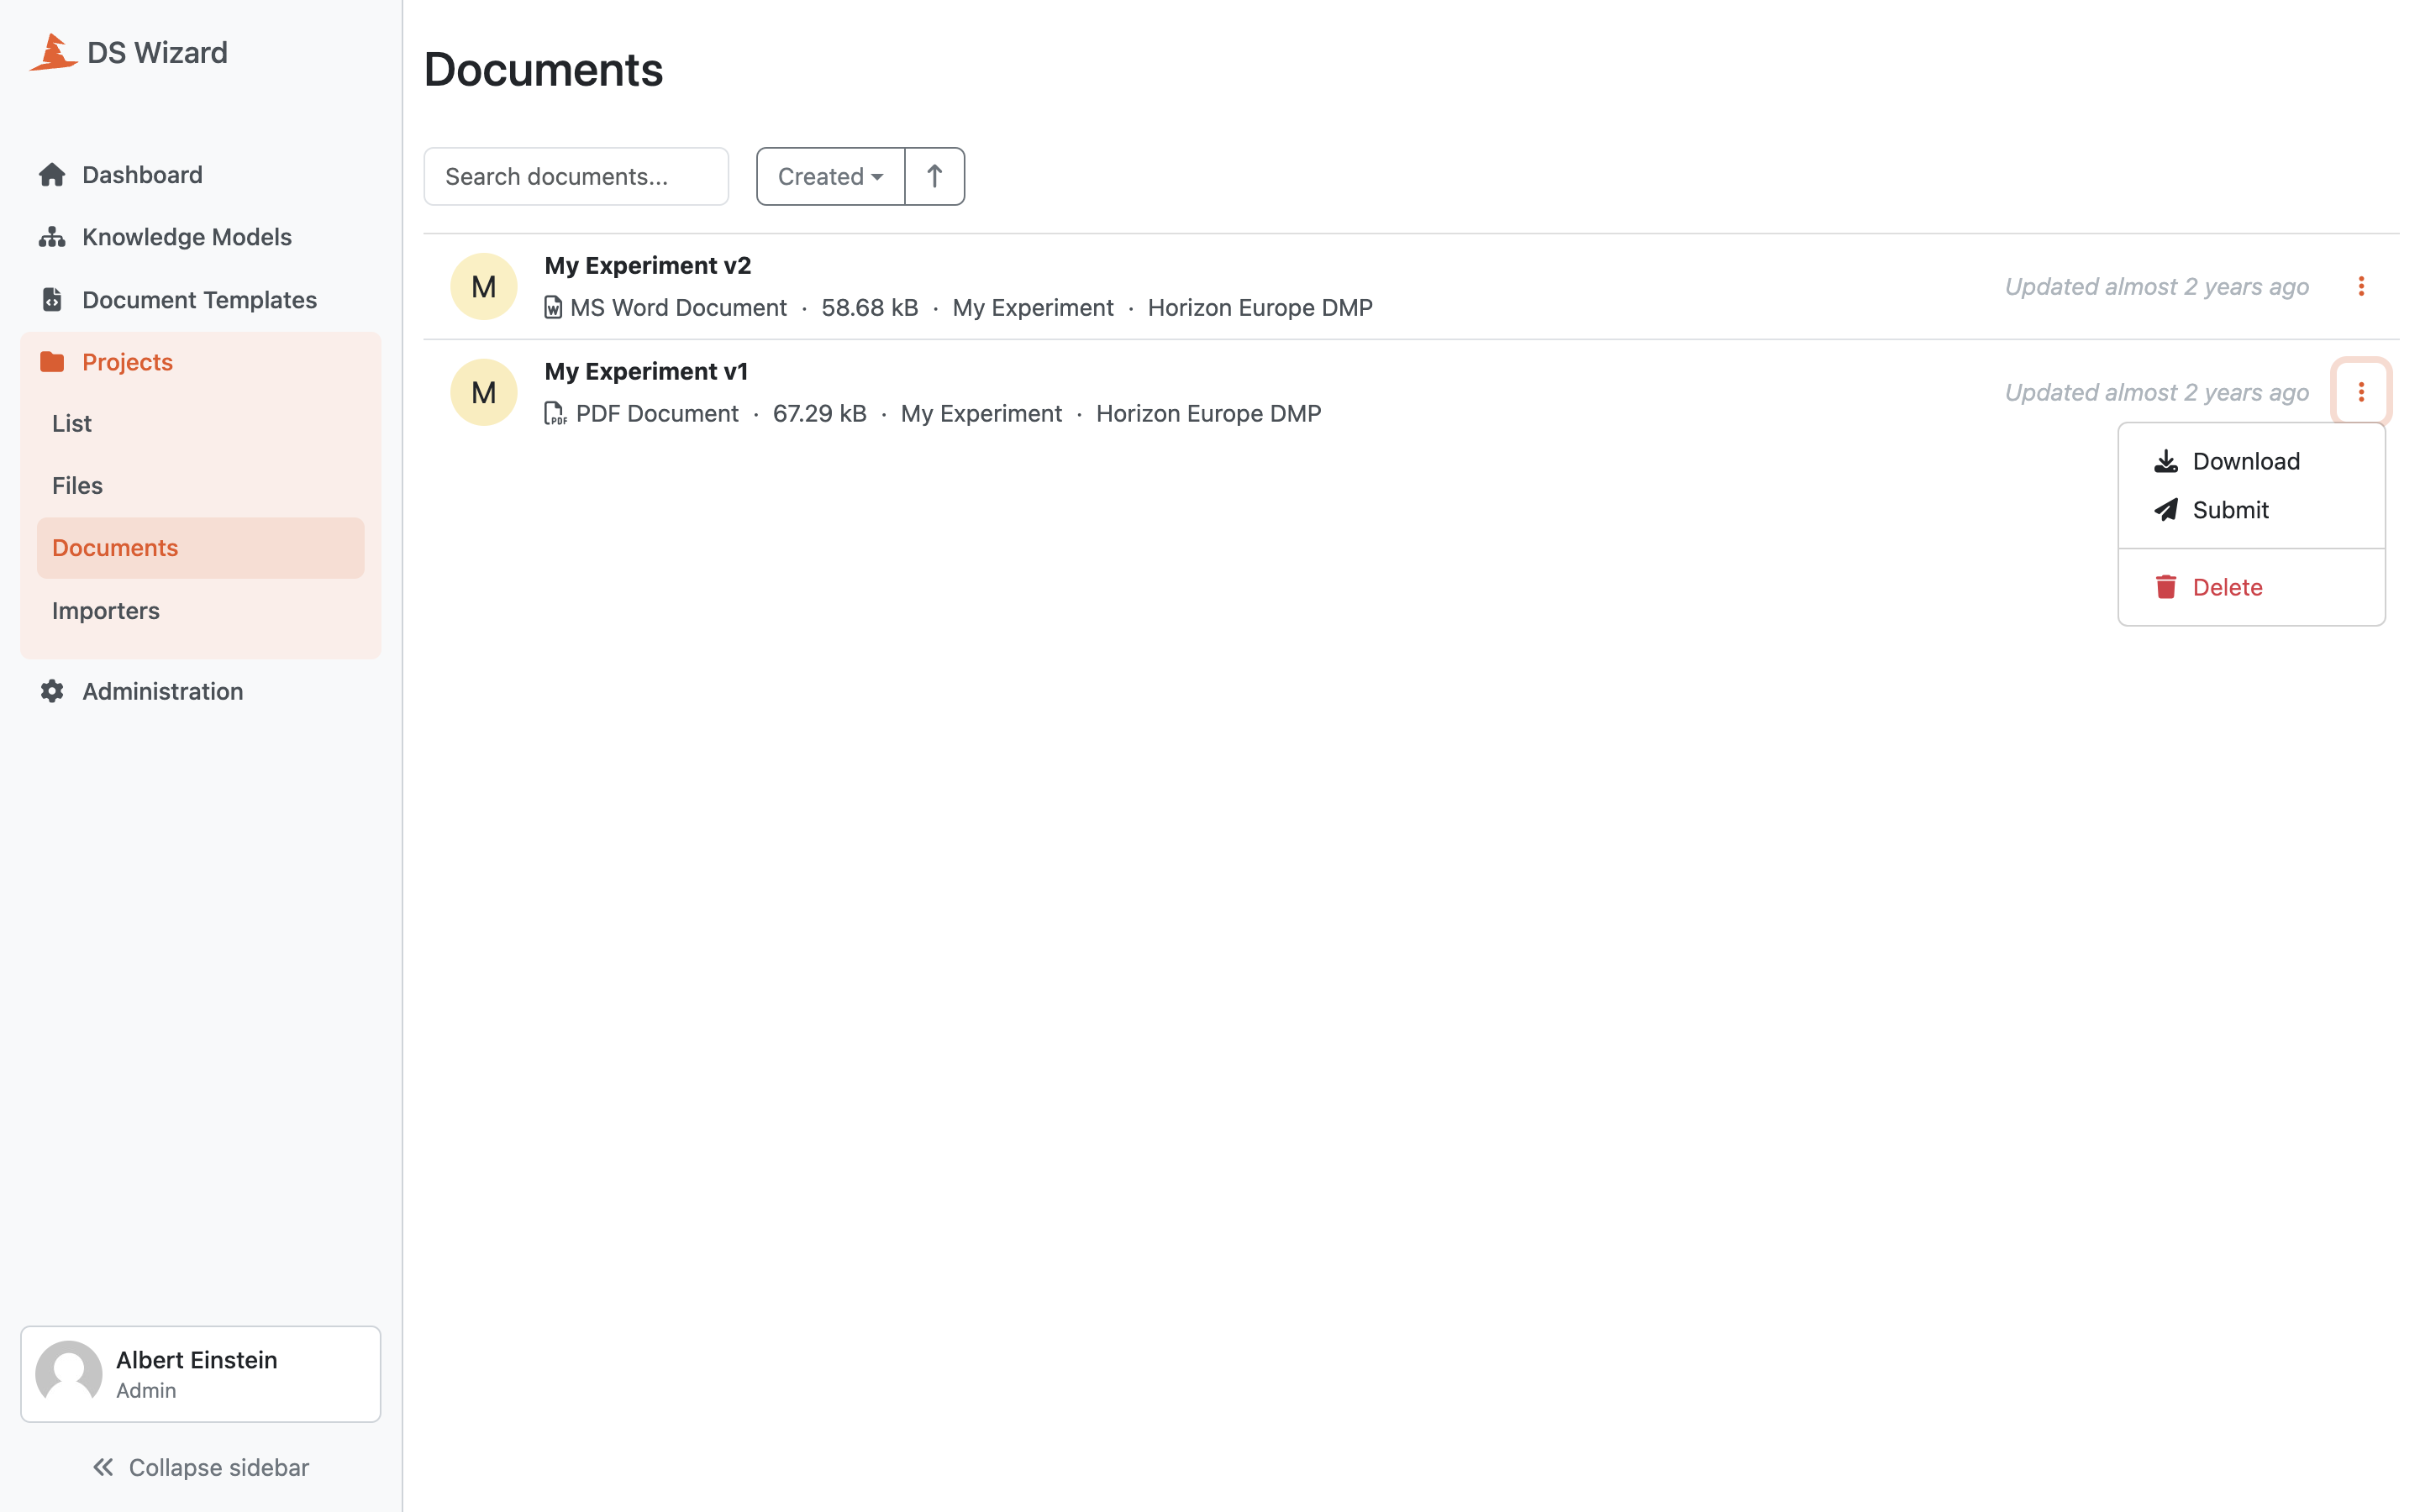 DS Wizard
Dashboard
Knowledge Models
Document Templates
Projects
List
Files
Documents
Importers
Administration
Albert Einstein
Admin
Collapse sidebar
Documents
Search documents...
Created
M
My Experiment v2
MS Word Document · 58.68 kB · My Experiment · Horizon Europe DMP
Updated almost 2 years ago
M
My Experiment v1
PDF Document · 67.29 kB · My Experiment · Horizon Europe DMP
Updated almost 2 years ago
Download
Submit
Delete